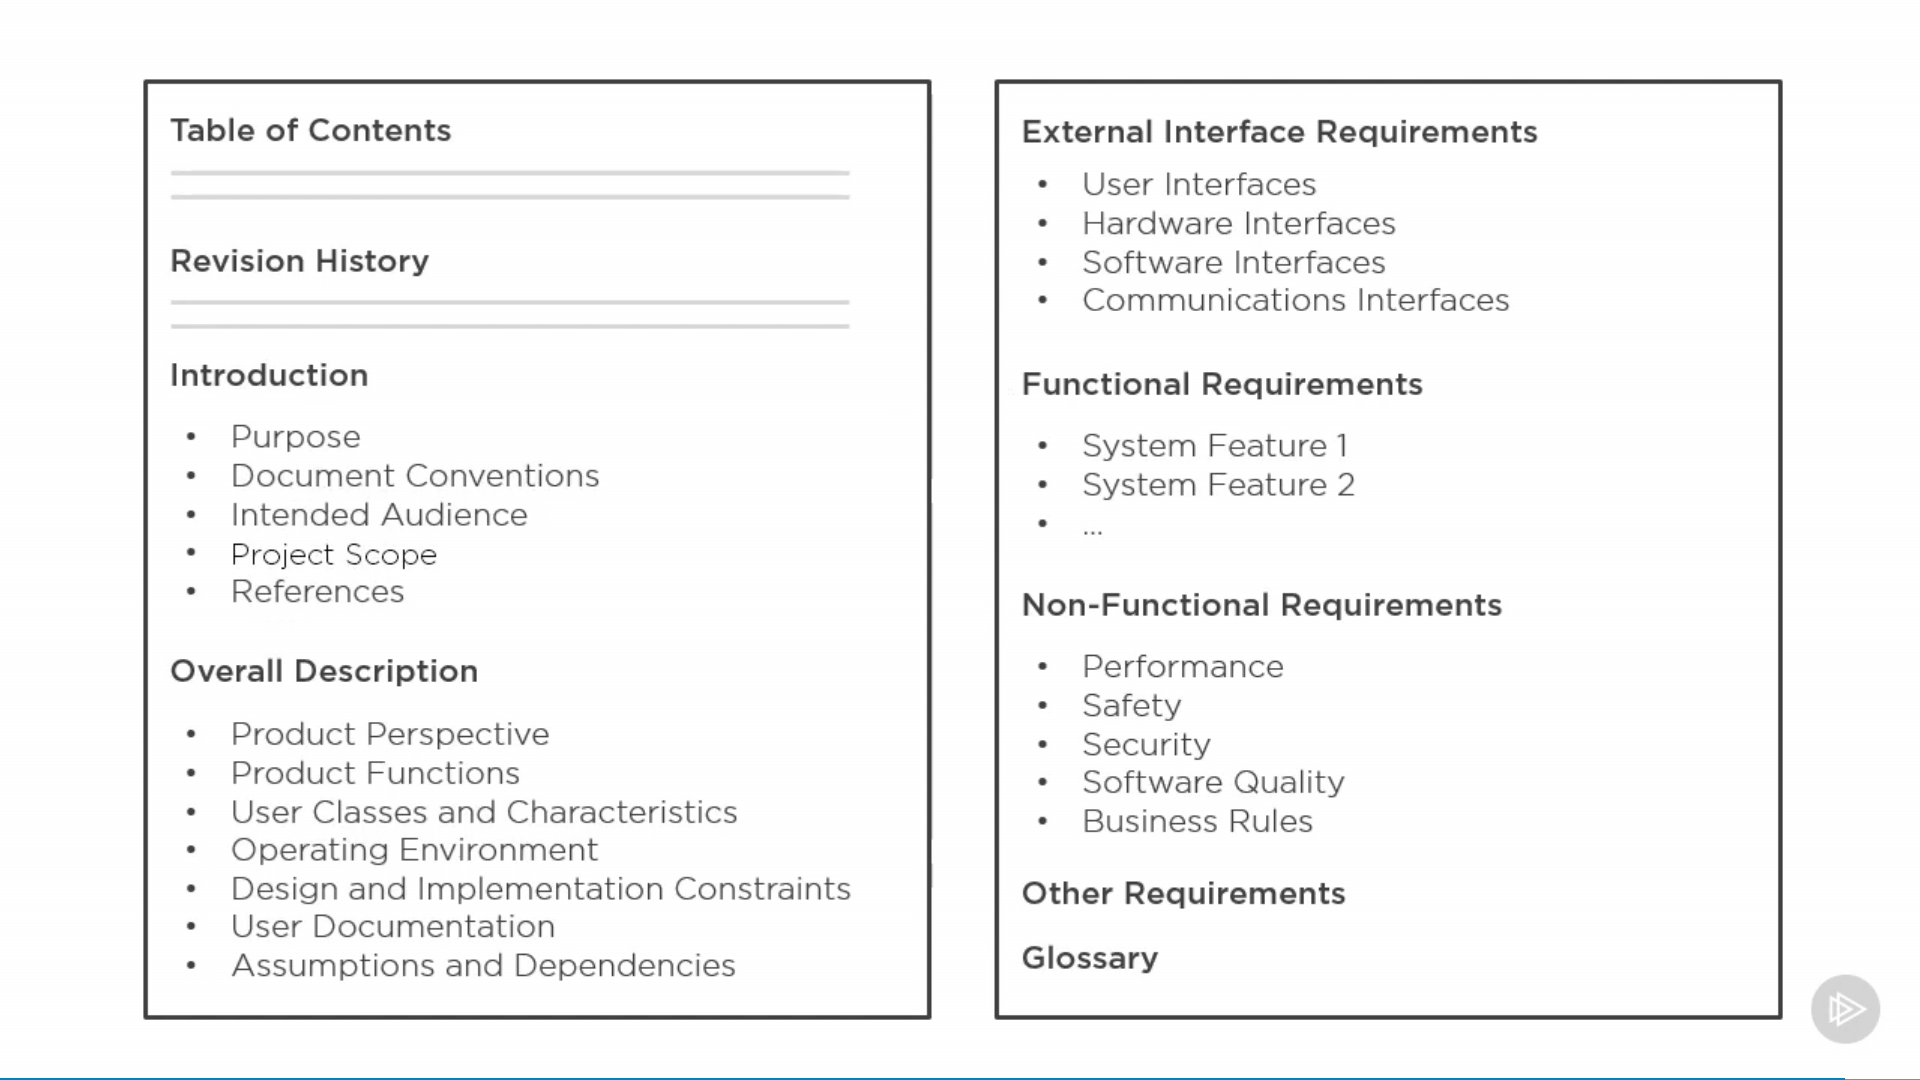 Table of Contents
Revision History
Introduction
• Purpose
• Document Conventions
• Intended Audience
• Project Scope
• References
Overall Description
• Product Perspective
• Product Functions
• User Classes and Characteristics
• Operating Environment
• Design and Implementation Constraints
• User Documentation
• Assumptions and Dependencies
External Interface Requirements
• User Interfaces
• Hardware Interfaces
• Software Interfaces
• Communications Interfaces
Functional Requirements
• System Feature 1
• System Feature 2
• ...
Non-Functional Requirements
• Performance
• Safety
• Security
• Software Quality
• Business Rules
Other Requirements
Glossary